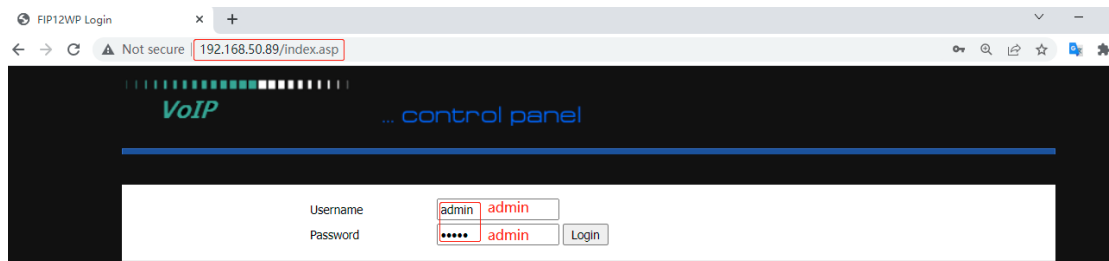 FIP12WP Login
Not secure 192.168.50.89/index.asp
VoIP
... control panel
Username admin admin
Password ••••• admin Login